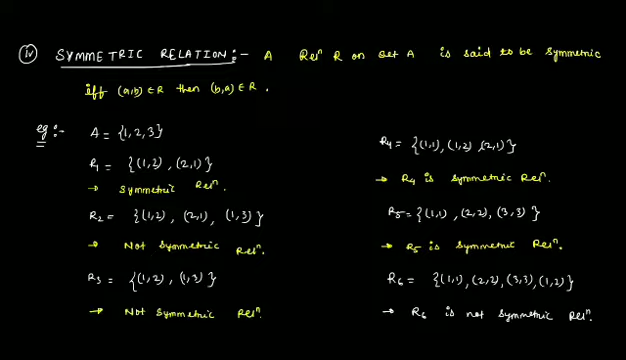 (iv) SYMMETRIC RELATION :- A Relⁿ R on set A is said to be symmetric
iff (a,b) ∈ R then (b,a) ∈ R.
eg :- A = {1,2,3}
R₁ = {(1,2), (2,1)}
→ symmetric Relⁿ.
R₂ = {(1,2), (2,1), (1,3)}
→ Not symmetric Relⁿ.
R₃ = {(1,2), (1,3)}
→ Not symmetric Relⁿ.
R₄ = {(1,1), (1,2), (2,1)}
→ R₄ is symmetric Relⁿ.
R₅ = {(1,1), (2,2), (3,3)}
→ R₅ is symmetric Relⁿ.
R₆ = {(1,1), (2,2), (3,3), (1,2)}
→ R₆ is not symmetric Relⁿ.